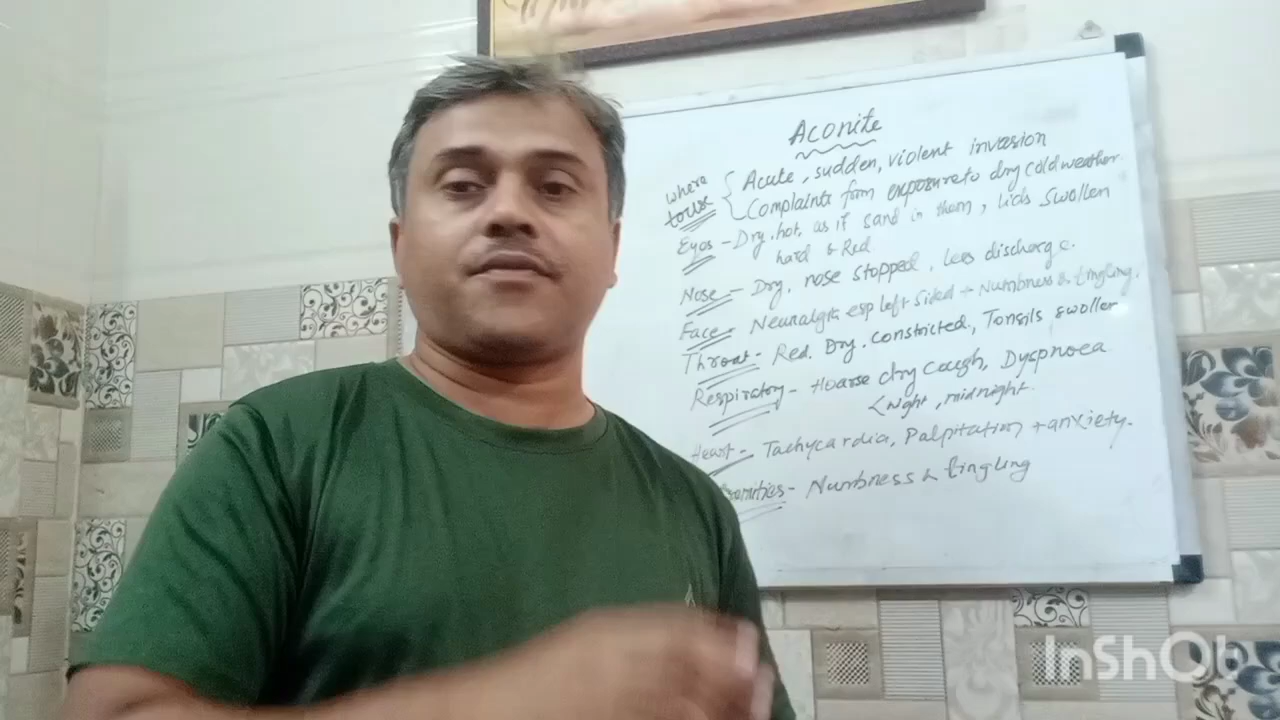 Aconite
where
to use
Acute, sudden, violent invasion
Complaints from exposure to dry cold weather.
Eyes - Dry, hot, as if sand in them, lids swollen
hard & Red
Nose - Dry, nose stopped, less discharge.
Face - Neuralgia esp left sided + Numbness & tingling.
Throat - Red. Dry. constricted, Tonsils swollen
Respiratory - Hoarse dry cough, Dyspnoea
< night, midnight.
Heart - Tachycardia, Palpitation + anxiety.
- Numbness & tingling
InShOt